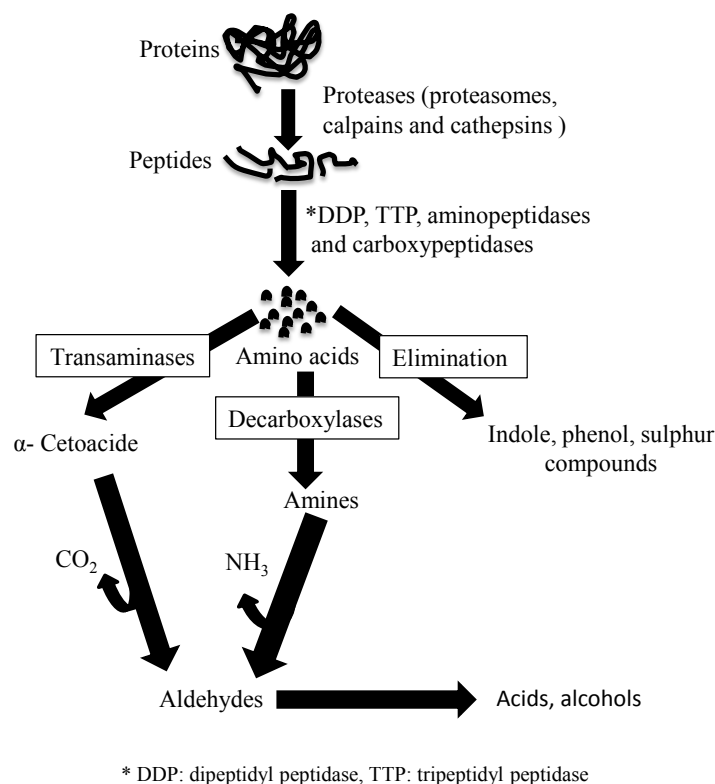 Proteins
Proteases (proteasomes,
calpains and cathepsins )
Peptides
*DDP, TTP, aminopeptidases
and carboxypeptidases
Transaminases
Amino acids
Elimination
α- Cetoacide
Decarboxylases
Indole, phenol, sulphur
compounds
Amines
CO₂
NH₃
Aldehydes
Acids, alcohols
* DDP: dipeptidyl peptidase, TTP: tripeptidyl peptidase